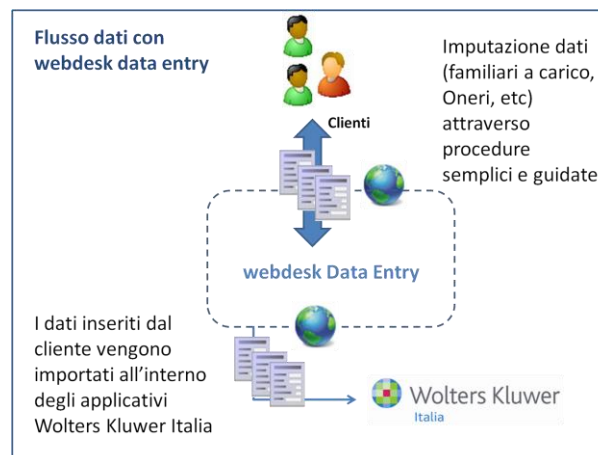 Flusso dati con
webdesk data entry
Imputazione dati
(familiari a carico,
Oneri, etc)
attraverso
procedure
semplici e guidate
Clienti
webdesk Data Entry
I dati inseriti dal
cliente vengono
importati all’interno
degli applicativi
Wolters Kluwer Italia
Wolters Kluwer
Italia